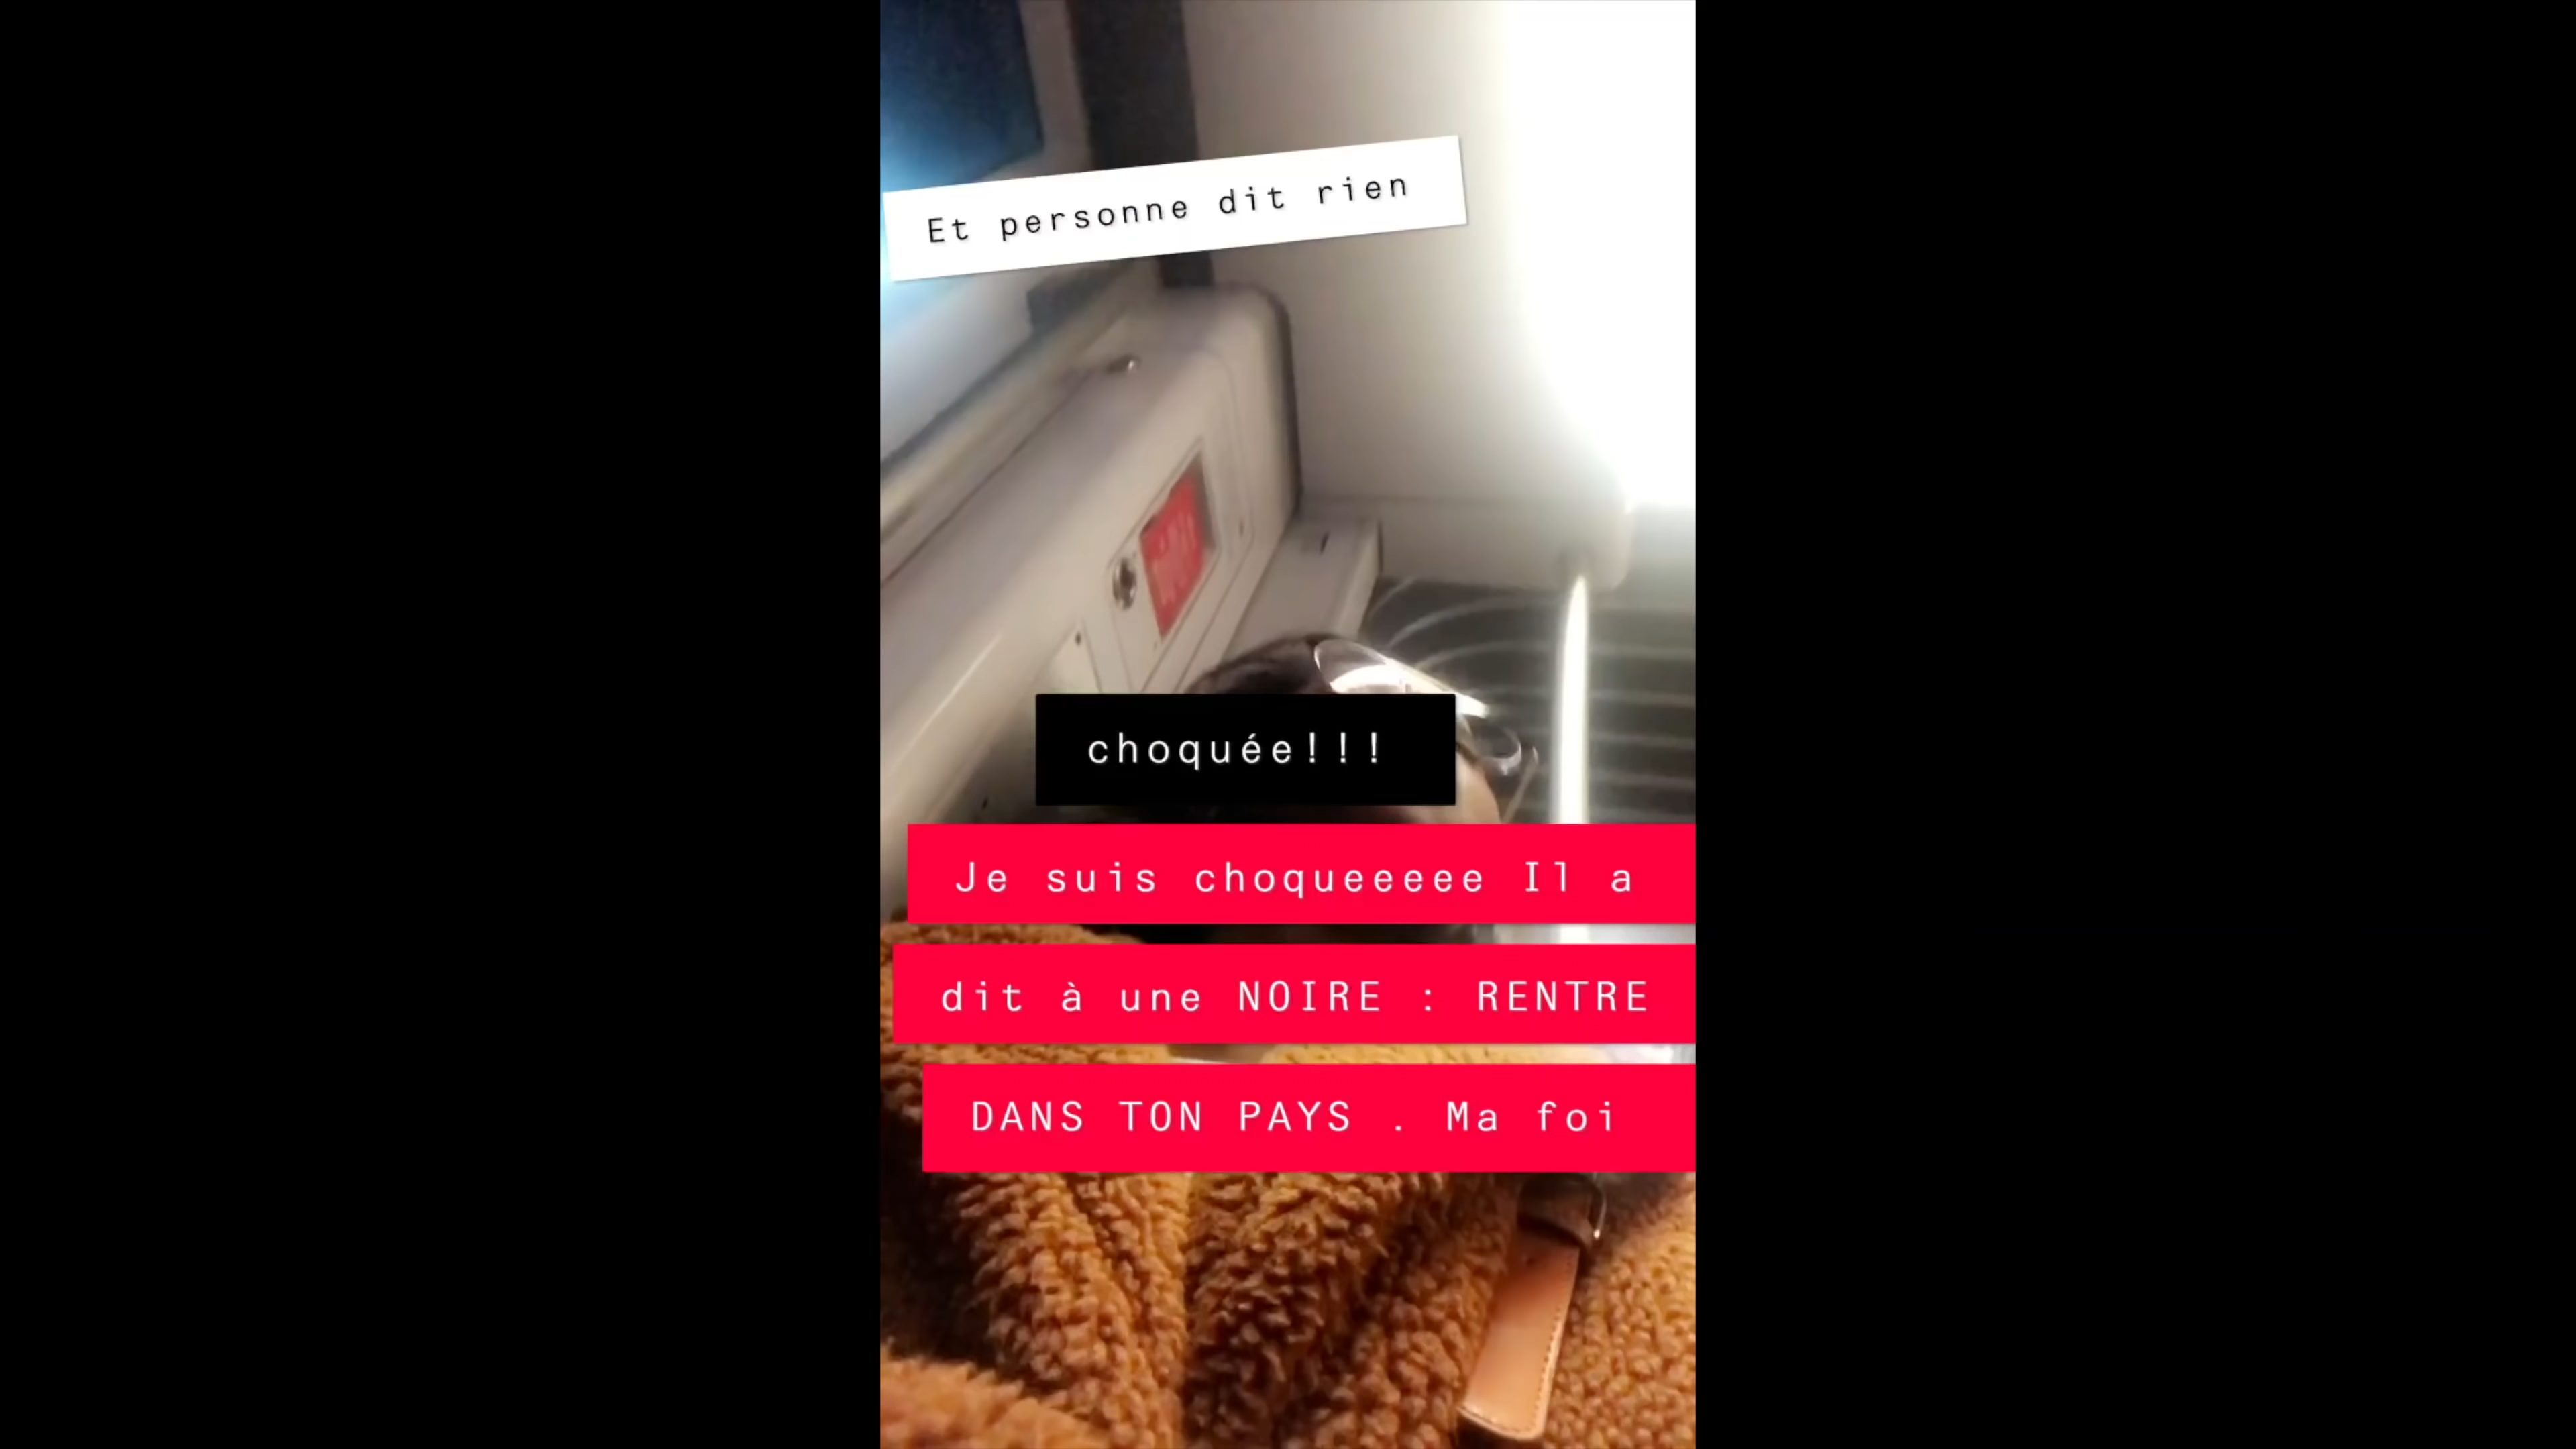 Et personne dit rien
choquée!!!
Je suis choqueeeee Il a
dit à une NOIRE : RENTRE
DANS TON PAYS . Ma foi